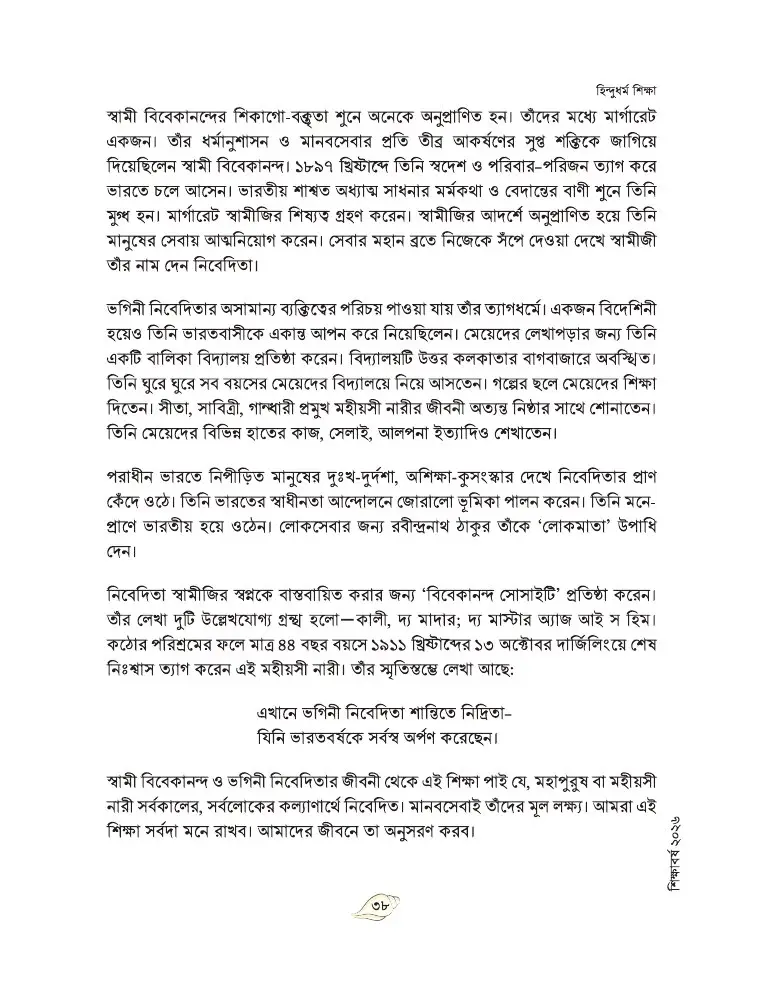 হিন্দুধর্ম শিক্ষা
স্বামী বিবেকানন্দের শিকাগো-বক্তৃতা শুনে অনেকে অনুপ্রাণিত হন। তাঁদের মধ্যে মার্গারেট
একজন। তাঁর ধর্মানুশাসন ও মানবসেবার প্রতি তীব্র আকর্ষণের সুপ্ত শক্তিকে জাগিয়ে
দিয়েছিলেন স্বামী বিবেকানন্দ। ১৮৯৭ খ্রিষ্টাব্দে তিনি স্বদেশ ও পরিবার-পরিজন ত্যাগ করে
ভারতে চলে আসেন। ভারতীয় শাশ্বত অধ্যাত্ম সাধনার মর্মকথা ও বেদান্তের বাণী শুনে তিনি
মুগ্ধ হন। মার্গারেট স্বামীজির শিষ্যত্ব গ্রহণ করেন। স্বামীজির আদর্শে অনুপ্রাণিত হয়ে তিনি
মানুষের সেবায় আত্মনিয়োগ করেন। সেবার মহান ব্রতে নিজেকে সঁপে দেওয়া দেখে স্বামীজী
তাঁর নাম দেন নিবেদিতা।
ভগিনী নিবেদিতার অসামান্য ব্যক্তিত্বের পরিচয় পাওয়া যায় তাঁর ত্যাগধর্মে। একজন বিদেশিনী
হয়েও তিনি ভারতবাসীকে একান্ত আপন করে নিয়েছিলেন। মেয়েদের লেখাপড়ার জন্য তিনি
একটি বালিকা বিদ্যালয় প্রতিষ্ঠা করেন। বিদ্যালয়টি উত্তর কলকাতার বাগবাজারে অবস্থিত।
তিনি ঘুরে ঘুরে সব বয়সের মেয়েদের বিদ্যালয়ে নিয়ে আসতেন। গল্পের ছলে মেয়েদের শিক্ষা
দিতেন। সীতা, সাবিত্রী, গান্ধারী প্রমুখ মহীয়সী নারীর জীবনী অত্যন্ত নিষ্ঠার সাথে শোনাতেন।
তিনি মেয়েদের বিভিন্ন হাতের কাজ, সেলাই, আলপনা ইত্যাদিও শেখাতেন।
পরাধীন ভারতে নিপীড়িত মানুষের দুঃখ-দুর্দশা, অশিক্ষা-কুসংস্কার দেখে নিবেদিতার প্রাণ
কেঁদে ওঠে। তিনি ভারতের স্বাধীনতা আন্দোলনে জোরালো ভূমিকা পালন করেন। তিনি মনে-
প্রাণে ভারতীয় হয়ে ওঠেন। লোকসেবার জন্য রবীন্দ্রনাথ ঠাকুর তাঁকে ‘লোকমাতা’ উপাধি
দেন।
নিবেদিতা স্বামীজির স্বপ্নকে বাস্তবায়িত করার জন্য ‘বিবেকানন্দ সোসাইটি’ প্রতিষ্ঠা করেন।
তাঁর লেখা দুটি উল্লেখযোগ্য গ্রন্থ হলো—কালী, দ্য মাদার; দ্য মাস্টার অ্যাজ আই স হিম।
কঠোর পরিশ্রমের ফলে মাত্র ৪৪ বছর বয়সে ১৯১১ খ্রিষ্টাব্দের ১৩ অক্টোবর দার্জিলিংয়ে শেষ
নিঃশ্বাস ত্যাগ করেন এই মহীয়সী নারী। তাঁর স্মৃতিস্তম্ভে লেখা আছে:
এখানে ভগিনী নিবেদিতা শান্তিতে নিদ্রিতা-
যিনি ভারতবর্ষকে সর্বস্ব অর্পণ করেছেন।
স্বামী বিবেকানন্দ ও ভগিনী নিবেদিতার জীবনী থেকে এই শিক্ষা পাই যে, মহাপুরুষ বা মহীয়সী
নারী সর্বকালের, সর্বলোকের কল্যাণার্থে নিবেদিত। মানবসেবাই তাঁদের মূল লক্ষ্য। আমরা এই
শিক্ষা সর্বদা মনে রাখব। আমাদের জীবনে তা অনুসরণ করব।
শিক্ষাবর্ষ ২০২৬
৩৮